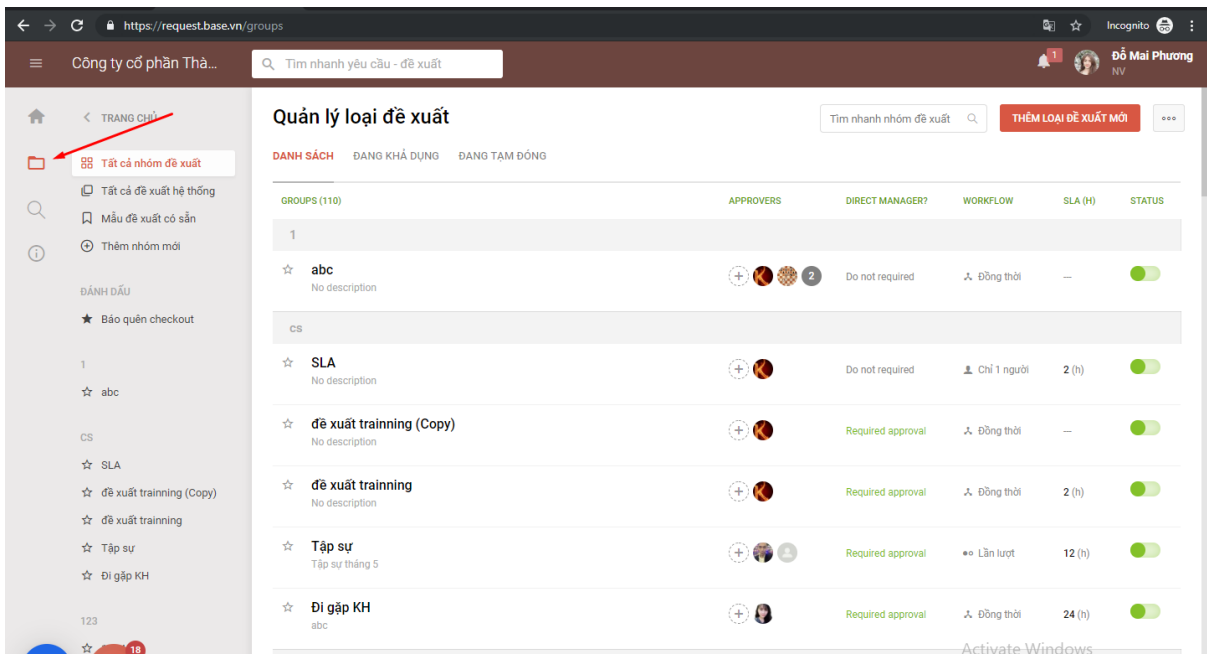 https://request.base.vn/groups
Incognito
Công ty cổ phần Thà...
Tìm nhanh yêu cầu - đề xuất
1
Đỗ Mai Phương
NV
TRANG CHỦ
Tất cả nhóm đề xuất
Tất cả đề xuất hệ thống
Mẫu đề xuất có sẵn
Thêm nhóm mới
ĐÁNH DẤU
Báo quên checkout
1
abc
CS
SLA
đề xuất trainning (Copy)
đề xuất trainning
Tập sự
Đi gặp KH
123
18
Quản lý loại đề xuất
Tìm nhanh nhóm đề xuất
THÊM LOẠI ĐỀ XUẤT MỚI
DANH SÁCH ĐANG KHẢ DỤNG ĐANG TẠM ĐÓNG
GROUPS (110) APPROVERS DIRECT MANAGER? WORKFLOW SLA (H) STATUS
1
abc
No description
2 Do not required Đồng thời —
CS
SLA
No description
Do not required Chỉ 1 người 2 (h)
đề xuất trainning (Copy)
No description
Required approval Đồng thời —
đề xuất trainning
No description
Required approval Đồng thời 2 (h)
Tập sự
Tập sự tháng 5
Required approval Lần lượt 12 (h)
Đi gặp KH
abc
Required approval Đồng thời 24 (h)
Activate Windows